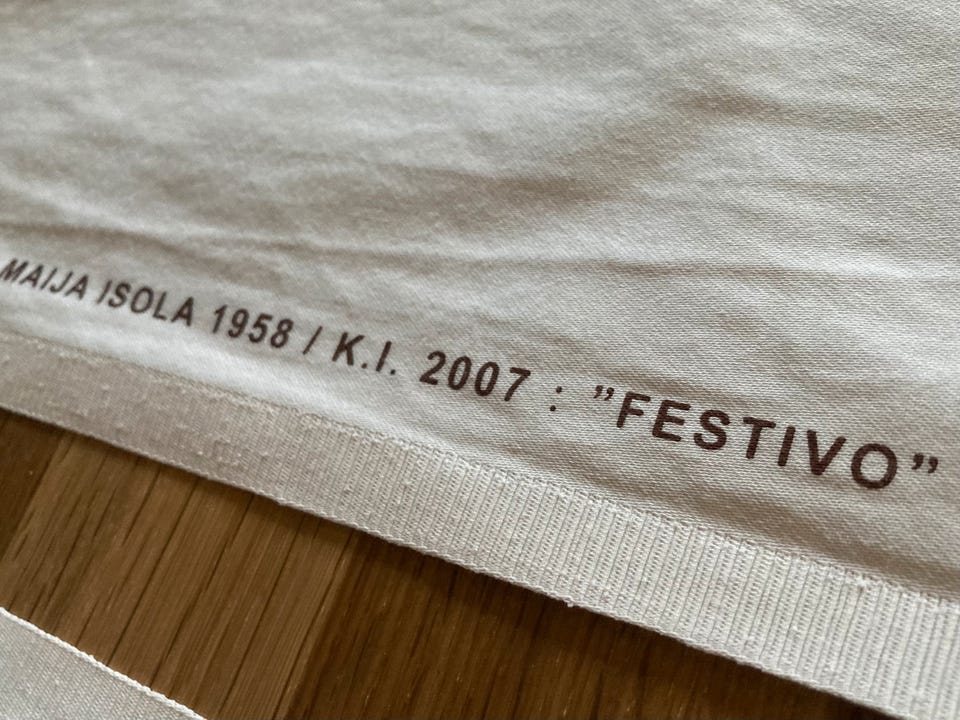 MAIJA ISOLA 1958 / K.I. 2007 : ”FESTIVO”